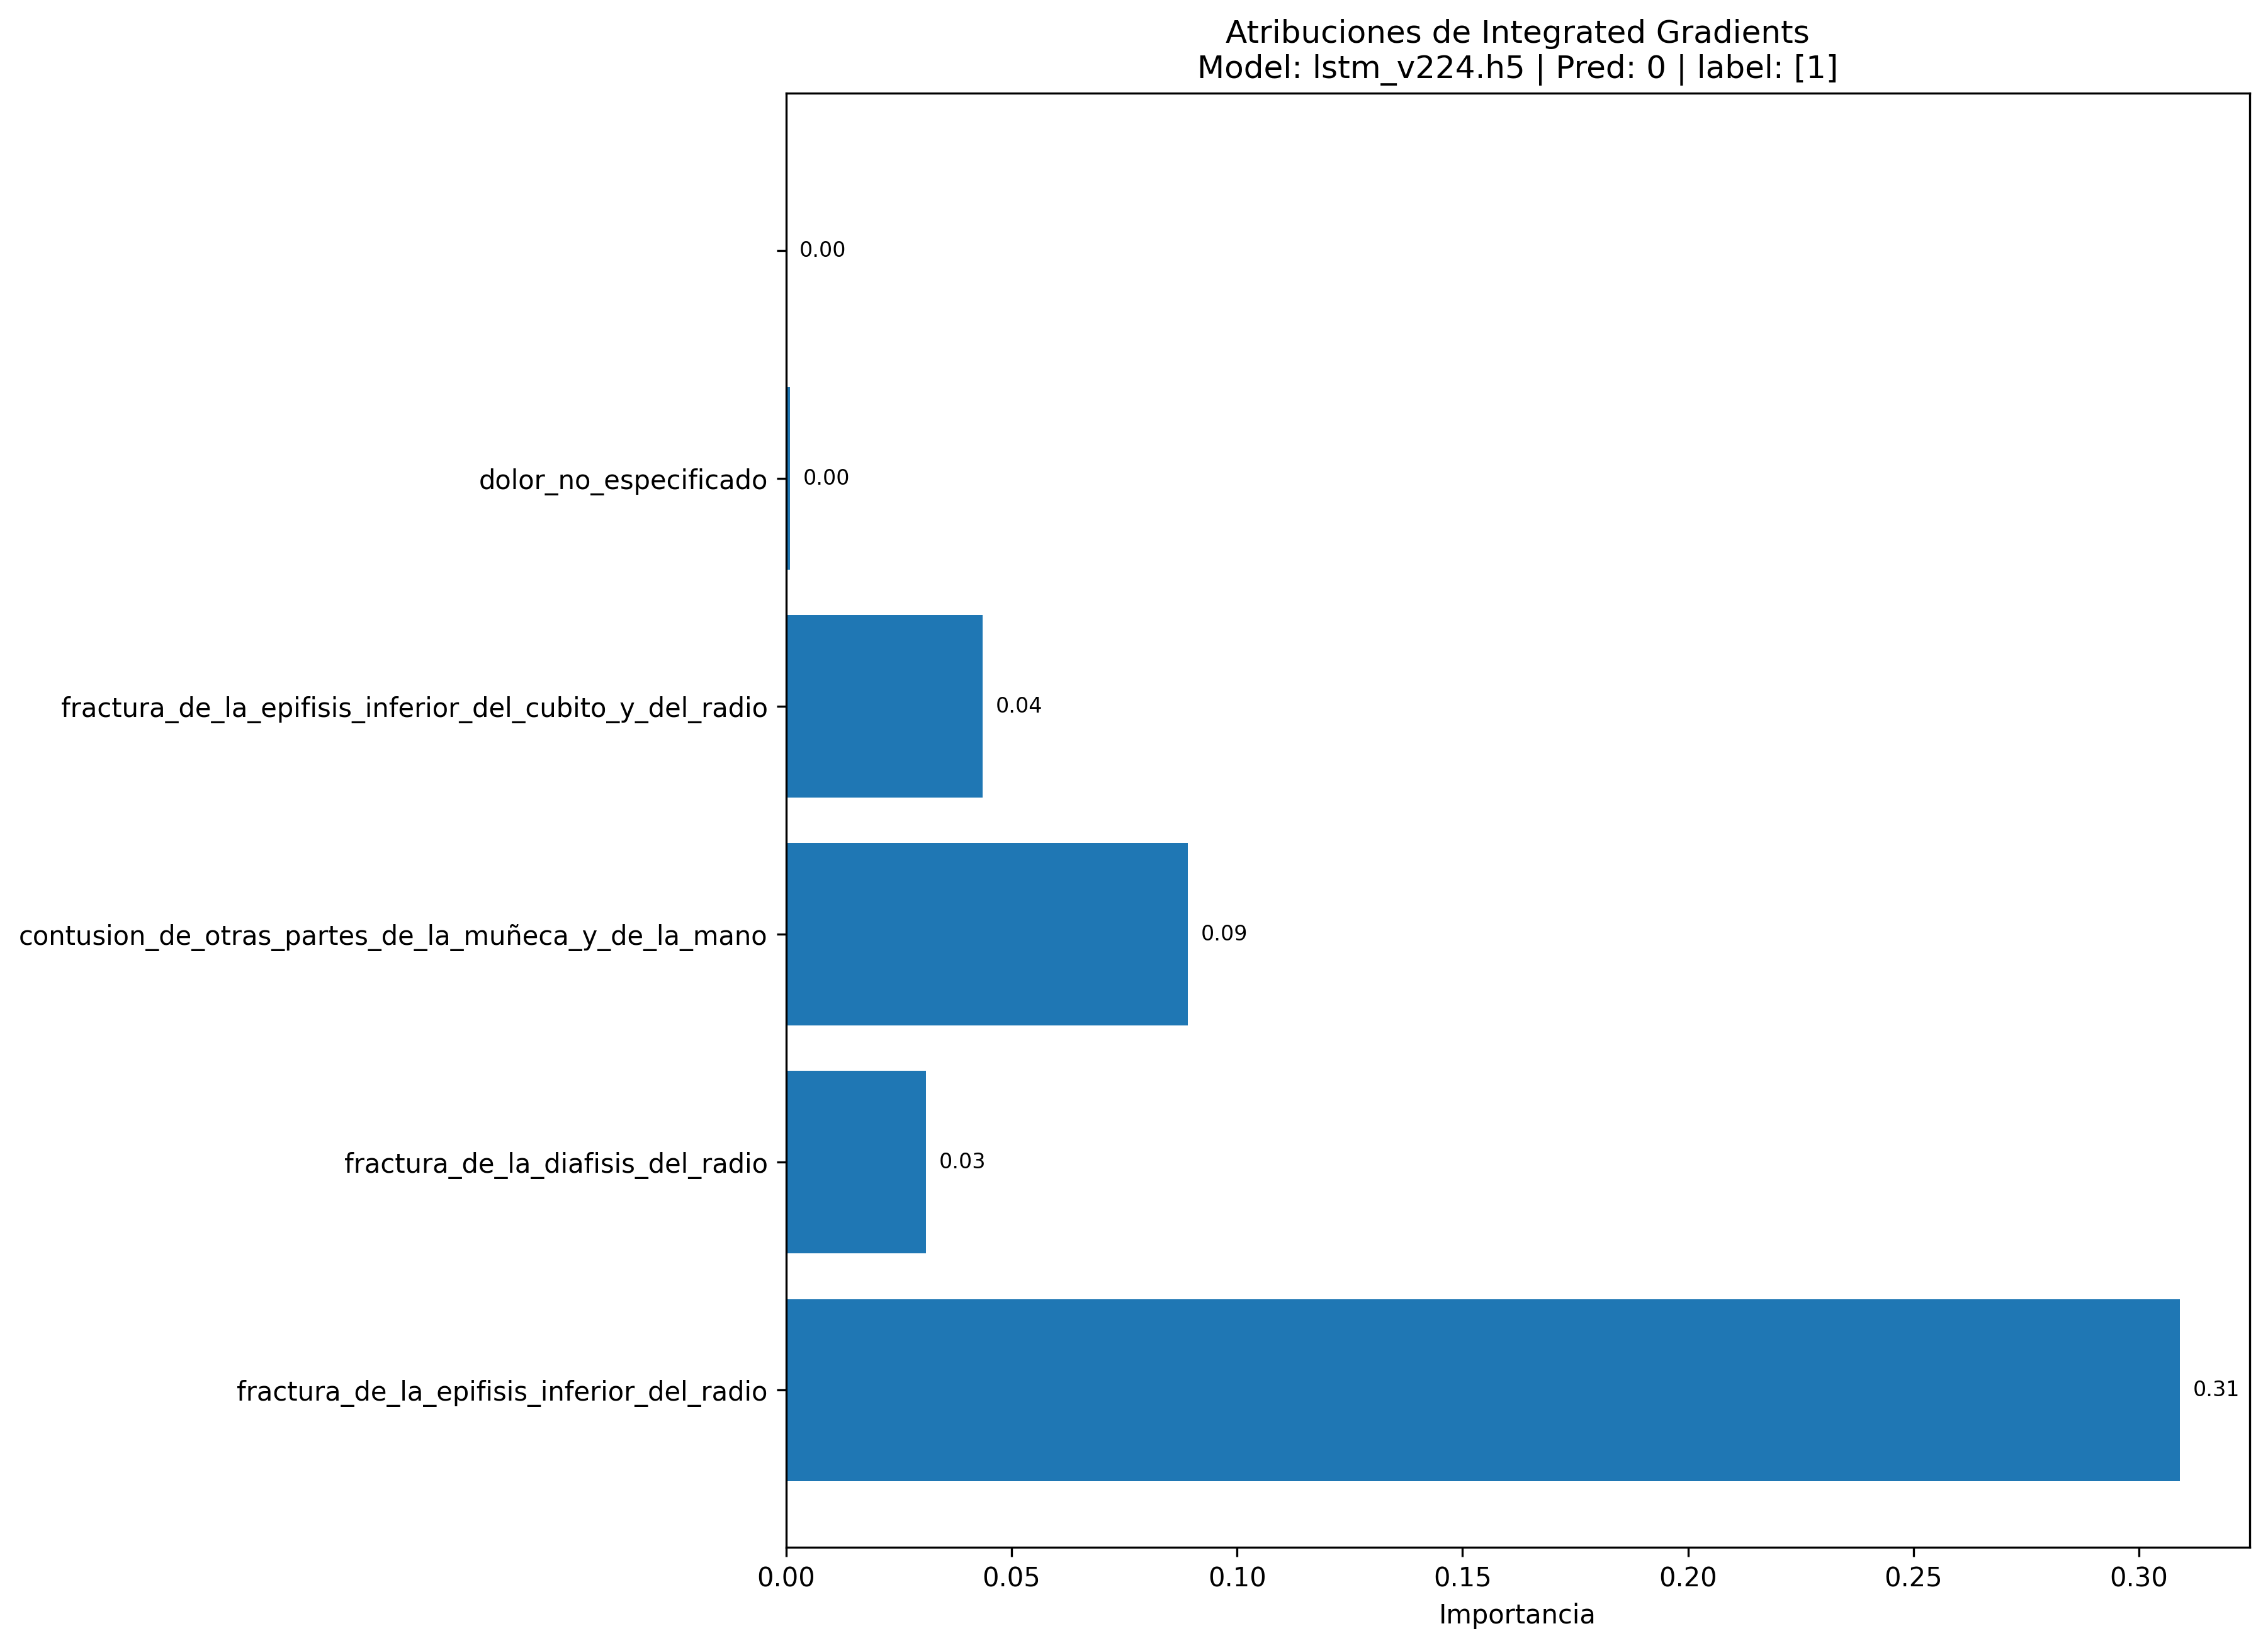 Atribuciones de Integrated Gradients
Model: lstm_v224.h5 | Pred: 0 | label: [1]
0.00
dolor_no_especificado
0.00
fractura_de_la_epifisis_inferior_del_cubito_y_del_radio
0.04
contusion_de_otras_partes_de_la_muñeca_y_de_la_mano
0.09
fractura_de_la_diafisis_del_radio
0.03
fractura_de_la_epifisis_inferior_del_radio
0.31
0.00 0.05 0.10 0.15 0.20 0.25 0.30
Importancia